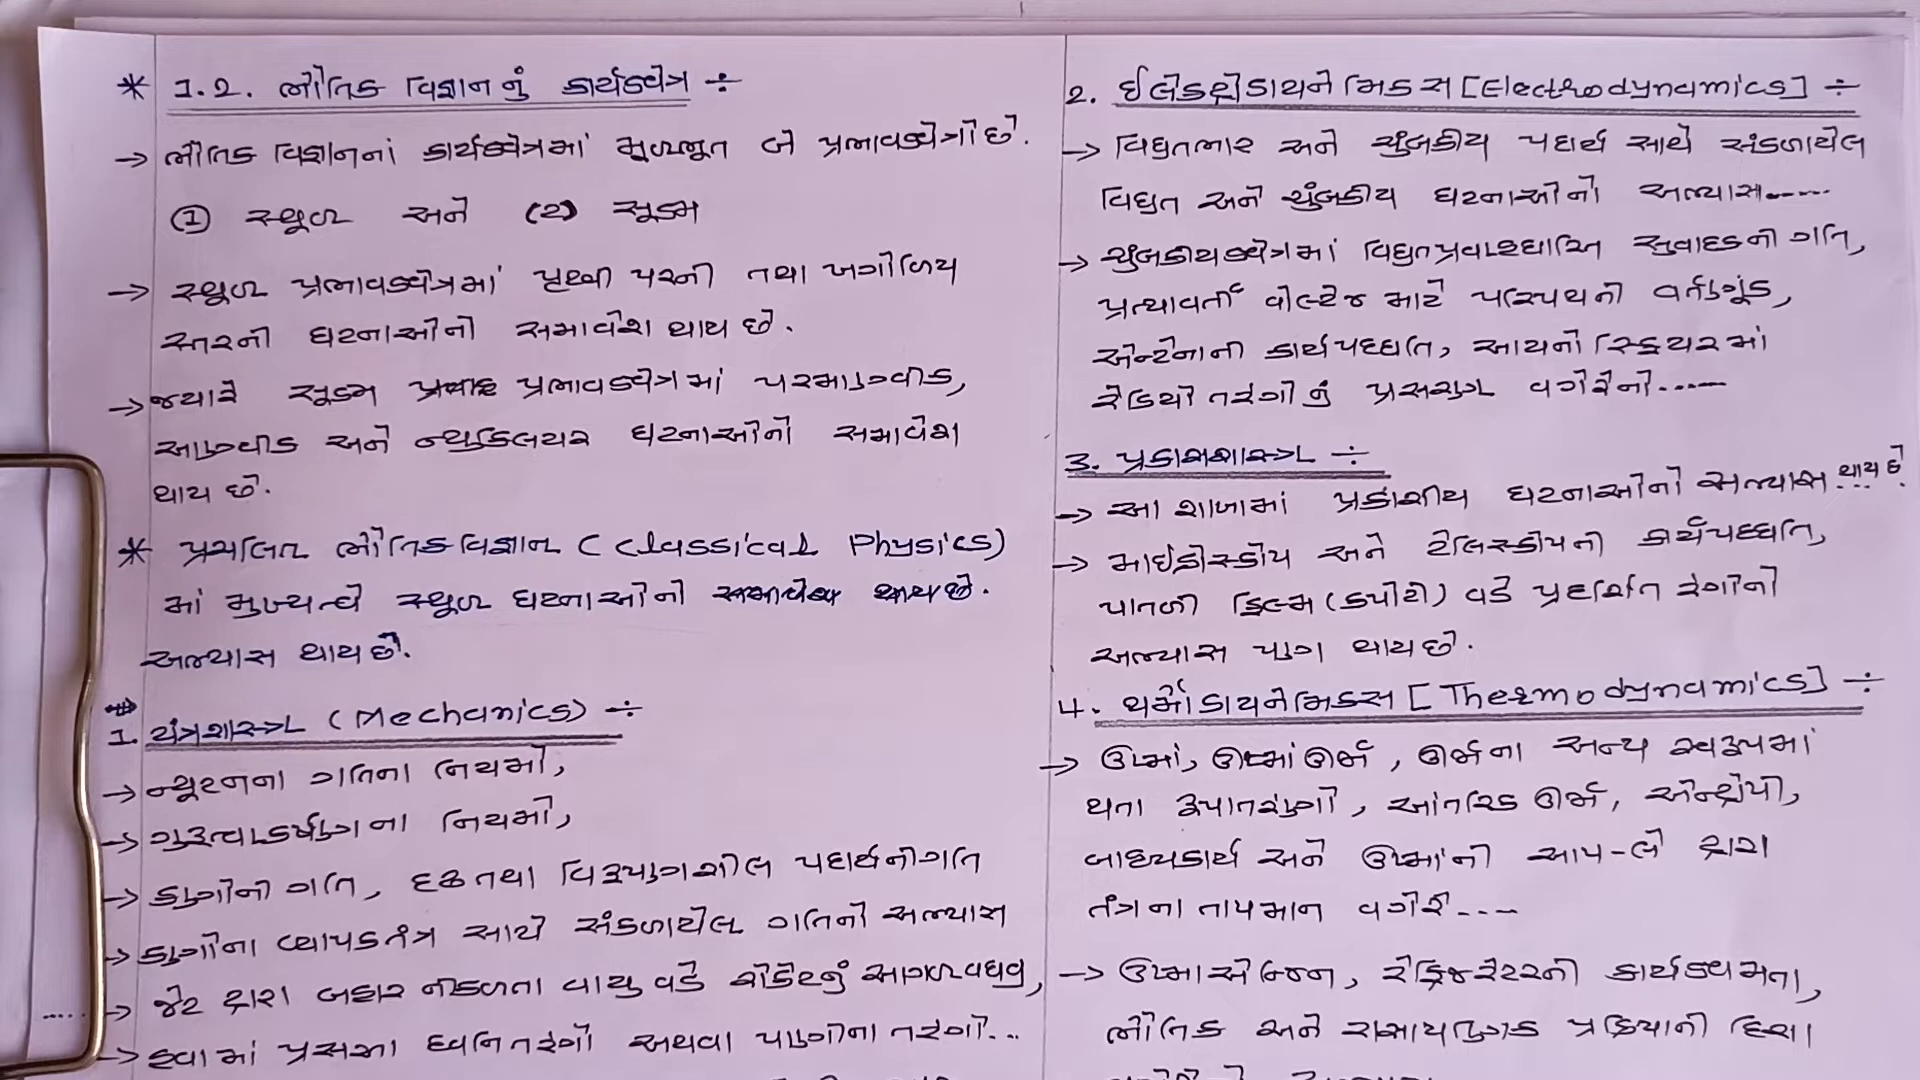 * 1.2. ભૌતિક વિજ્ઞાનનું કાર્યક્ષેત્ર ÷
→ ભૌતિક વિજ્ઞાનનાં કાર્યક્ષેત્રમાં મૂળભૂત બે પ્રભાવક્ષેત્રો છે.
① સ્થૂળ અને (2) સૂક્ષ્મ
→ સ્થૂળ પ્રભાવક્ષેત્રમાં પૃથ્વી પરની તથા ખગોળિય
સ્તરની ઘટનાઓનો સમાવેશ થાય છે.
→ જ્યારે સૂક્ષ્મ પ્રભાવક્ષેત્રમાં પરમાણ્વીક,
આણ્વીક અને ન્યુક્લિયર ઘટનાઓનો સમાવેશ
થાય છે.
* પ્રચલિત ભૌતિકવિજ્ઞાન (Classical Physics)
માં મુખ્યત્વે સ્થૂળ ઘટનાઓનો સમાવેશ થાય છે.
અભ્યાસ થાય છે.
1. યંત્રશાસ્ત્ર (Mechanics) ÷
→ ન્યૂટનના ગતિના નિયમો,
→ ગુરુત્વાકર્ષણના નિયમો,
→ કણોની ગતિ, દૃઢ તથા વિરૂપણશીલ પદાર્થની ગતિ
→ કણોના વ્યાપક તંત્ર સાથે સંકળાયેલ ગતિનો અભ્યાસ
..... → જેટ દ્વારા બહાર નીકળતા વાયુ વડે રોકેટનું આગળ વધવુ,
→ હવામાં પ્રસરતા ધ્વનિ તરંગો અથવા પાણીના તરંગો...
2. ઈલેક્ટ્રોડાયનેમિક્સ [Electrodynamics] ÷
→ વિદ્યુતભાર અને ચુંબકીય પદાર્થ સાથે સંકળાયેલ
વિદ્યુત અને ચુંબકીય ઘટનાઓનો અભ્યાસ.....
→ ચુંબકીયક્ષેત્રમાં વિદ્યુતપ્રવાહધારિત સુવાહકની ગતિ,
પ્રત્યાવર્તી વોલ્ટેજ માટે પરિપથની વર્તણૂંક,
એન્ટેનાની કાર્યપદ્ધતિ, આયનોસ્ફિયરમાં
રેડિયો તરંગોનું પ્રસરણ વગેરેનો.....
3. પ્રકાશશાસ્ત્ર ÷
→ આ શાખામાં પ્રકાશીય ઘટનાઓનો અભ્યાસ થાય છે
→ માઈક્રોસ્કોપ અને ટેલિસ્કોપની કાર્યપદ્ધતિ,
પાતળી ફિલ્મ (ફોટો) વડે પ્રદર્શિત રંગોનો
અભ્યાસ પણ થાય છે.
4. થર્મોડાયનેમિક્સ [Thermodynamics] ÷
→ ઉષ્માં, ઊષ્માંઊર્જા, ઊર્જાના અન્ય સ્વરૂપમાં
થતા રૂપાતરણો, આંતરિક ઊર્જા, એન્ટ્રોપી,
બાહ્યકાર્ય અને ઉષ્માંની આપ-લે દ્વારા
તંત્રના તાપમાન વગેરે....
→ ઉષ્મા એન્જિન, રેફ્રિજરેટરની કાર્યક્ષમતા,
ભૌતિક અને રાસાયણિક પ્રક્રિયાની દિશા